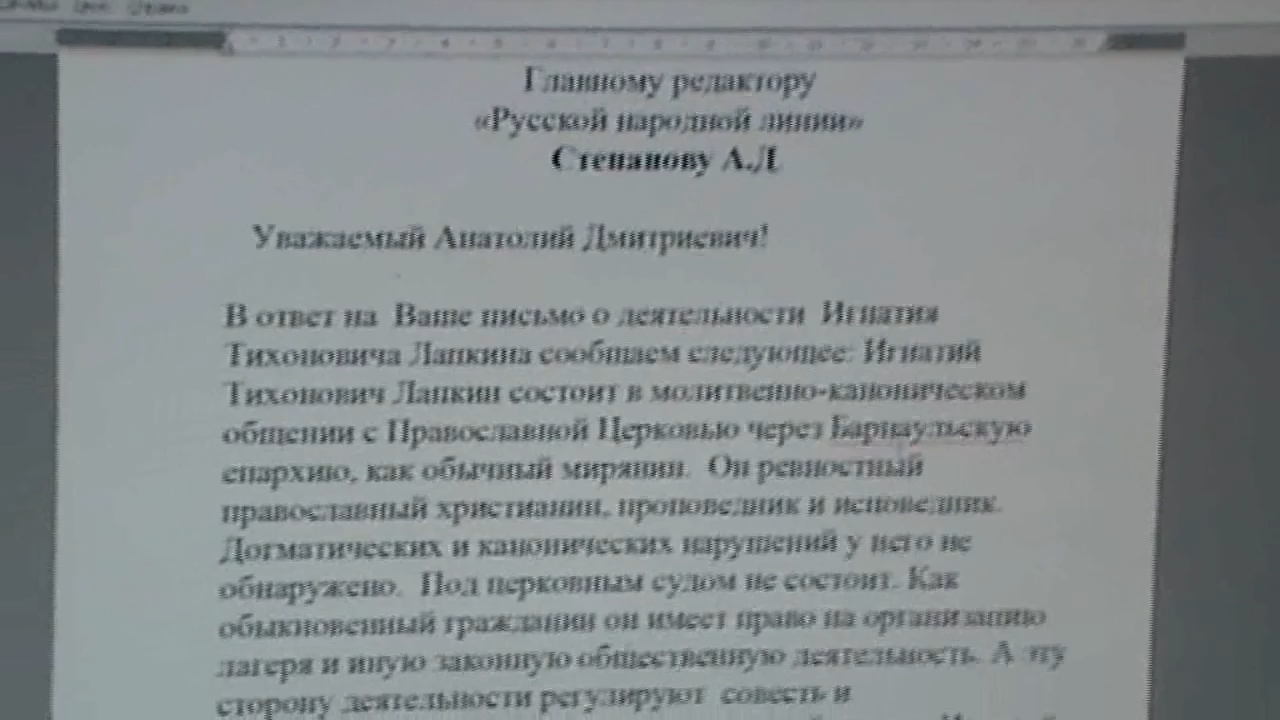 Главному редактору
«Русской народной линии»
Степанову А.Д
Уважаемый Анатолий Дмитриевич!
В ответ на Ваше письмо о деятельности Игнатия
Тихоновича Лапкина сообщаем следующее: Игнатий
Тихонович Лапкин состоит в молитвенно-каноническом
общении с Православной Церковью через Барнаульскую
епархию, как обычный мирянин. Он ревностный
православный христианин, проповедник и исповедник.
Догматических и канонических нарушений у него не
обнаружено. Под церковным судом не состоит. Как
обыкновенный гражданин он имеет право на организацию
лагеря и иную законную общественную деятельность. А эту
сторону деятельности регулируют совесть и